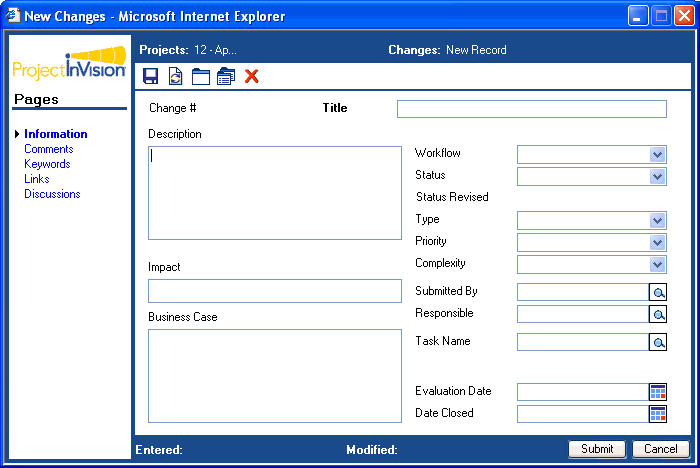 New Changes - Microsoft Internet Explorer
Projects: 12 - Ap... Changes: New Record
ProjectinVision
Pages
Information
Comments
Keywords
Links
Discussions
Change # Title
Description
Workflow
Status
Status Revised
Type
Priority
Complexity
Impact
Submitted By
Business Case
Responsible
Task Name
Evaluation Date
Date Closed
Entered: Modified: Submit Cancel